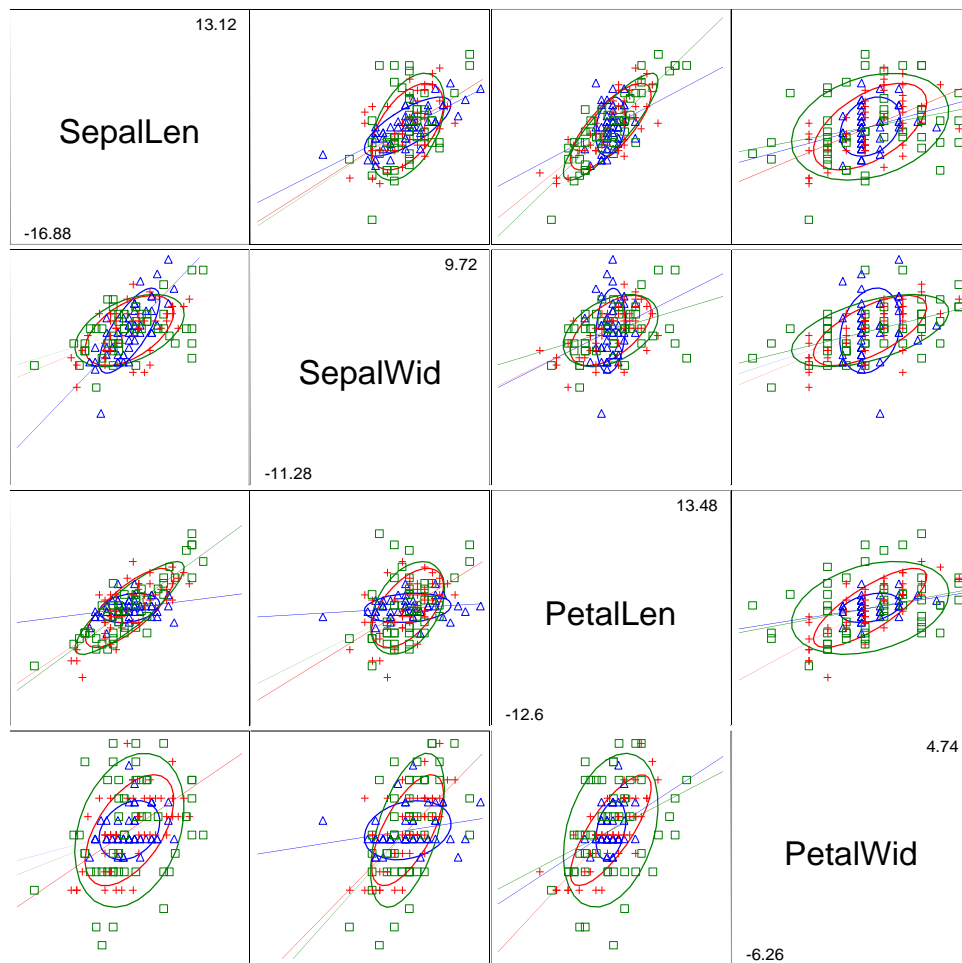 13.12
SepalLen
-16.88
9.72
SepalWid
-11.28
13.48
PetalLen
-12.6
4.74
PetalWid
-6.26